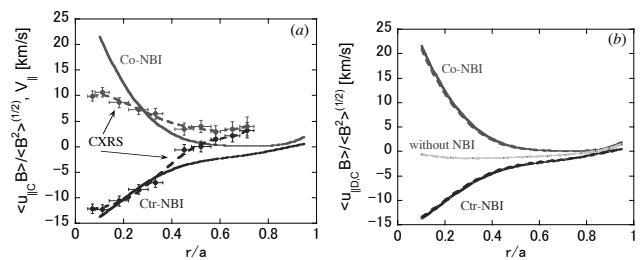 (a)
<u||C B>/<B²>^(1/2), V|| [km/s]
25
20
15
10
5
0
-5
-10
-15
Co-NBI
CXRS
Ctr-NBI
0 0.2 0.4 0.6 0.8 1
r/a
(b)
<u||D,C B>/<B²>^(1/2) [km/s]
25
20
15
10
5
0
-5
-10
-15
Co-NBI
without NBI
Ctr-NBI
0 0.2 0.4 0.6 0.8 1
r/a